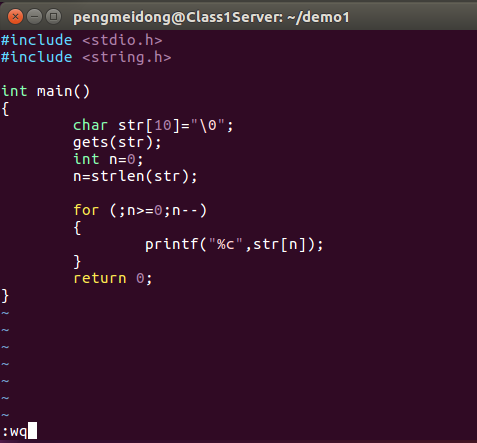 pengmeidong@Class1Server: ~/demo1
#include <stdio.h>
#include <string.h>
int main()
{
char str[10]="\0";
gets(str);
int n=0;
n=strlen(str);
for (;n>=0;n--)
{
printf("%c",str[n]);
}
return 0;
}
~
~
~
~
~
~
~
:wq